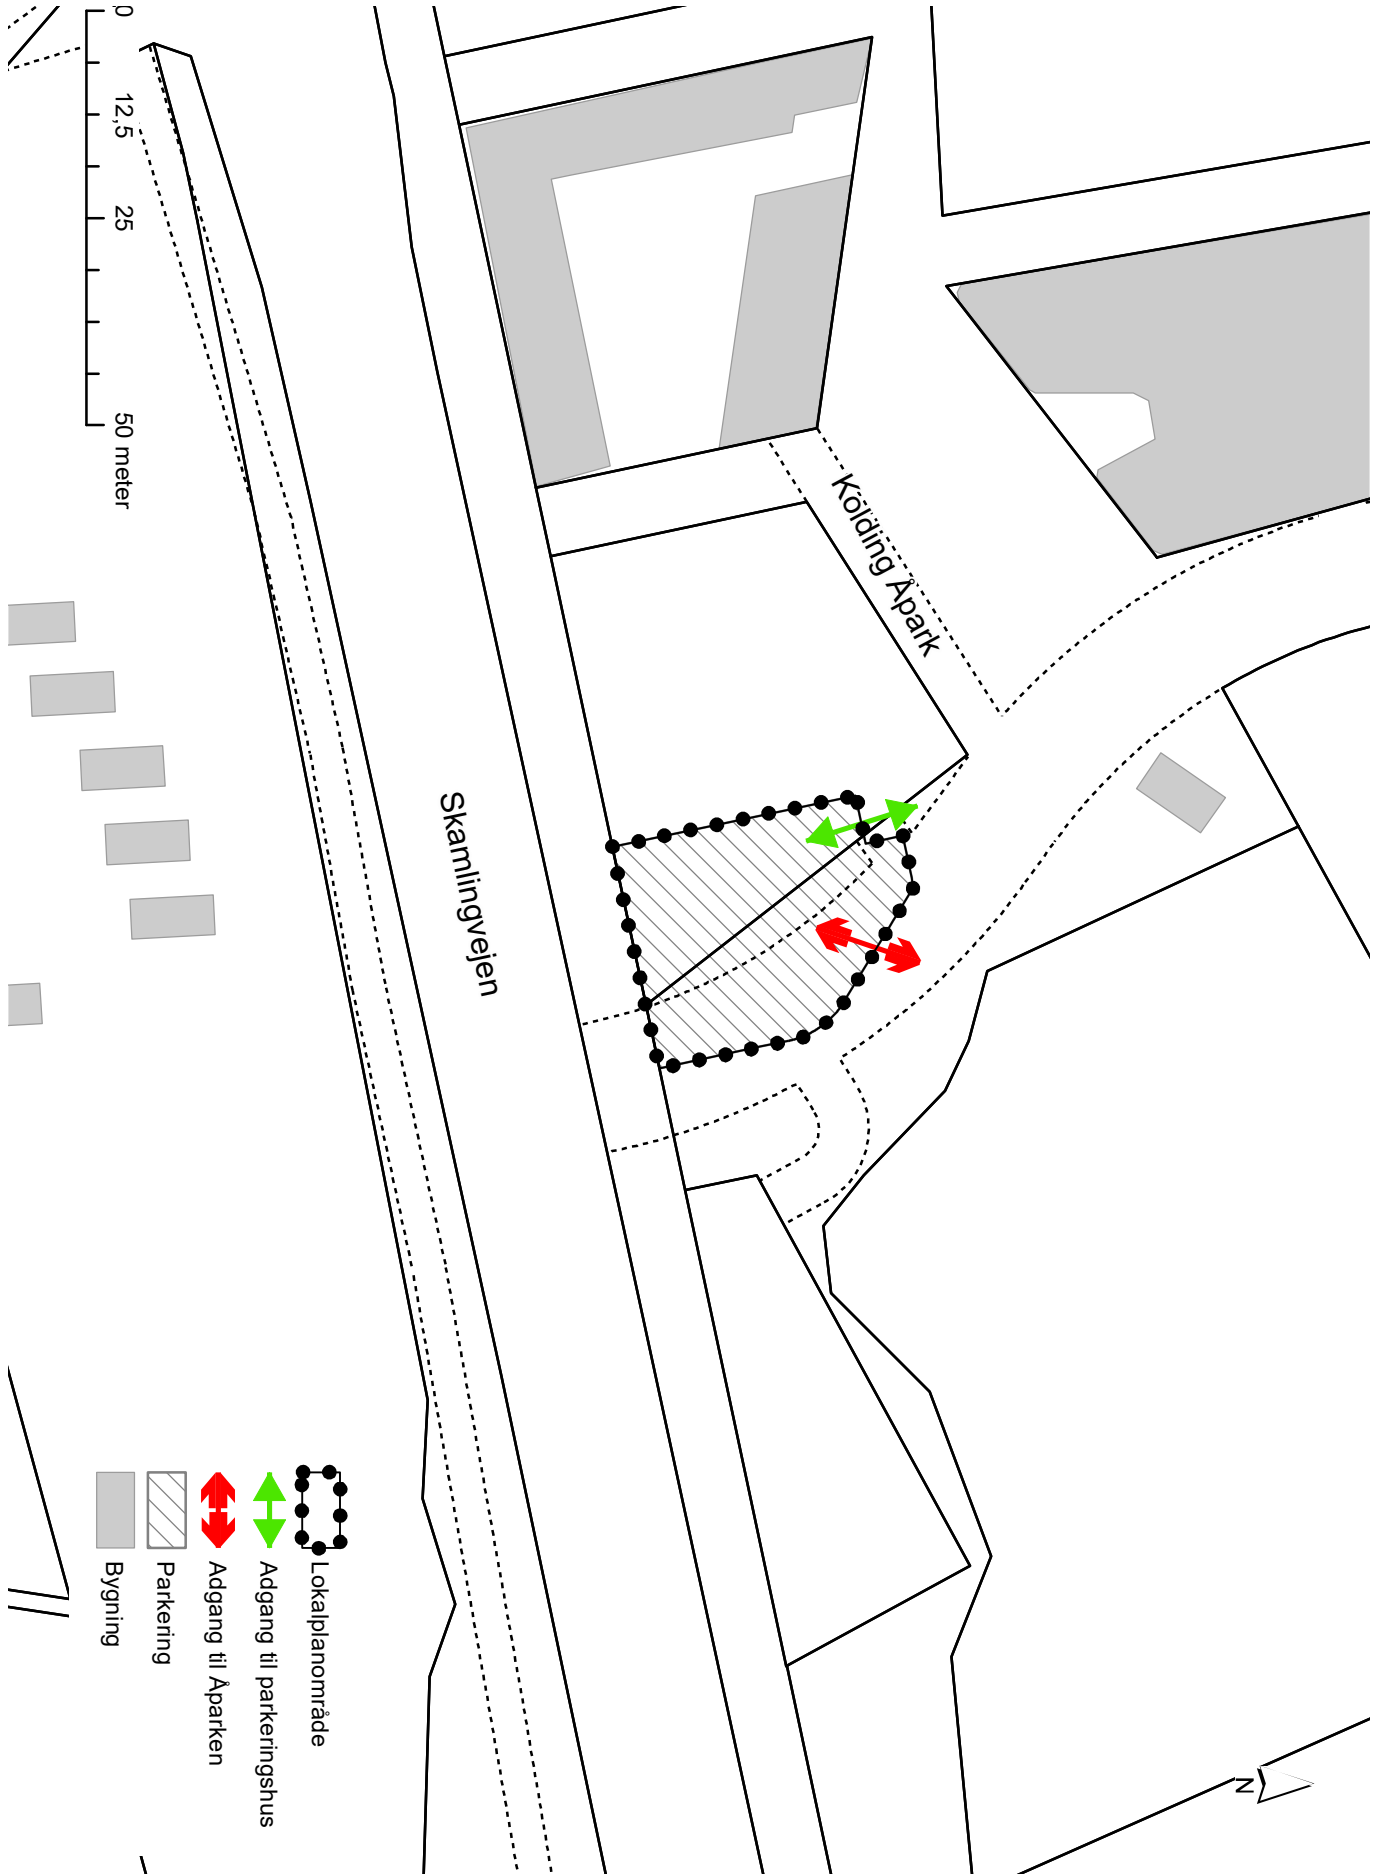 Kolding Åpark
Skamlingvejen
Lokalplanområde
Adgang til parkeringshus
Adgang til Åparken
Parkering
Bygning
0 12,5 25 50 meter
N